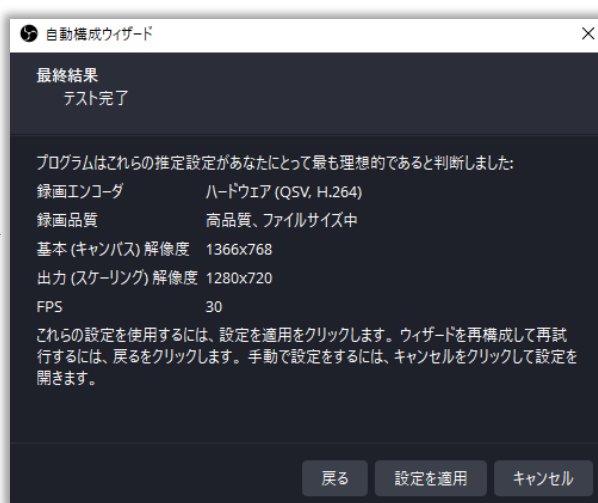 自動構成ウィザード
最終結果
テスト完了
プログラムはこれらの推定設定があなたにとって最も理想的であると判断しました:
録画エンコーダ ハードウェア (QSV, H.264)
録画品質 高品質、ファイルサイズ中
基本 (キャンバス) 解像度 1366x768
出力 (スケーリング) 解像度 1280x720
FPS 30
これらの設定を使用するには、設定を適用をクリックします。ウィザードを再構成して再試
行するには、戻るをクリックします。手動で設定をするには、キャンセルをクリックして設定を
開きます。
戻る 設定を適用 キャンセル